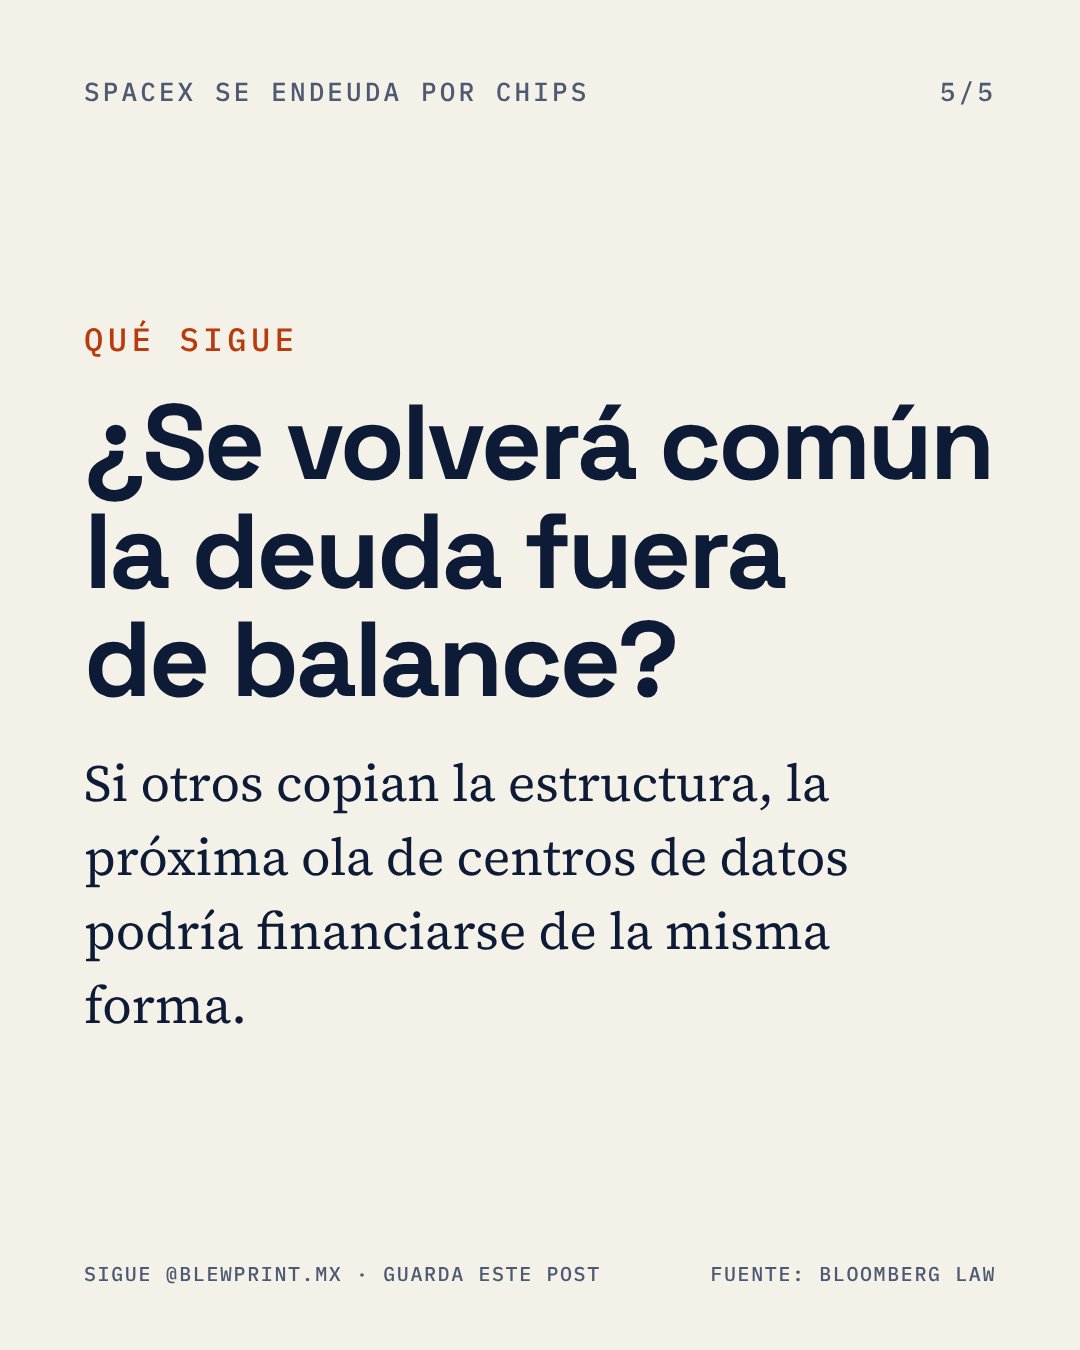 SPACEX SE ENDEUDA POR CHIPS
5/5
QUÉ SIGUE
¿Se volverá común
la deuda fuera
de balance?
Si otros copian la estructura, la
próxima ola de centros de datos
podría financiarse de la misma
forma.
SIGUE @BLEWPRINT.MX · GUARDA ESTE POST
FUENTE: BLOOMBERG LAW